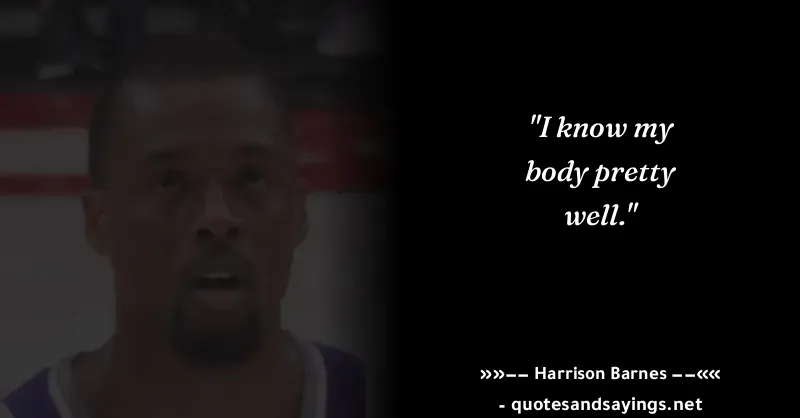 "I know my
body pretty
well."
»»−− Harrison Barnes −−««
- quotesandsayings.net